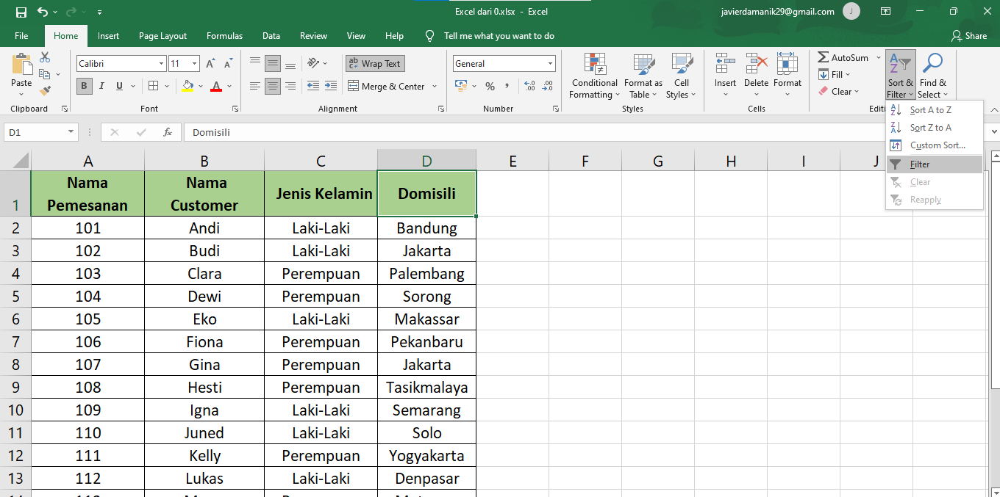 Excel dari 0.xlsx - Excel
javierdamanik29@gmail.com J
File Home Insert Page Layout Formulas Data Review View Help Tell me what you want to do Share
Paste
Clipboard
Calibri 11
B I U
Font
Wrap Text
Merge & Center
Alignment
General
Number
Conditional Formatting
Format as Table
Cell Styles
Styles
Insert Delete Format
Cells
AutoSum
Fill
Clear
Sort & Filter
Find & Select
Sort A to Z
Sort Z to A
Custom Sort...
Filter
Clear
Reapply
D1 fx Domisili
A B C D E F G H I J
1 Nama Pemesanan Nama Customer Jenis Kelamin Domisili
2 101 Andi Laki-Laki Bandung
3 102 Budi Laki-Laki Jakarta
4 103 Clara Perempuan Palembang
5 104 Dewi Perempuan Sorong
6 105 Eko Laki-Laki Makassar
7 106 Fiona Perempuan Pekanbaru
8 107 Gina Perempuan Jakarta
9 108 Hesti Perempuan Tasikmalaya
10 109 Igna Laki-Laki Semarang
11 110 Juned Laki-Laki Solo
12 111 Kelly Perempuan Yogyakarta
13 112 Lukas Laki-Laki Denpasar